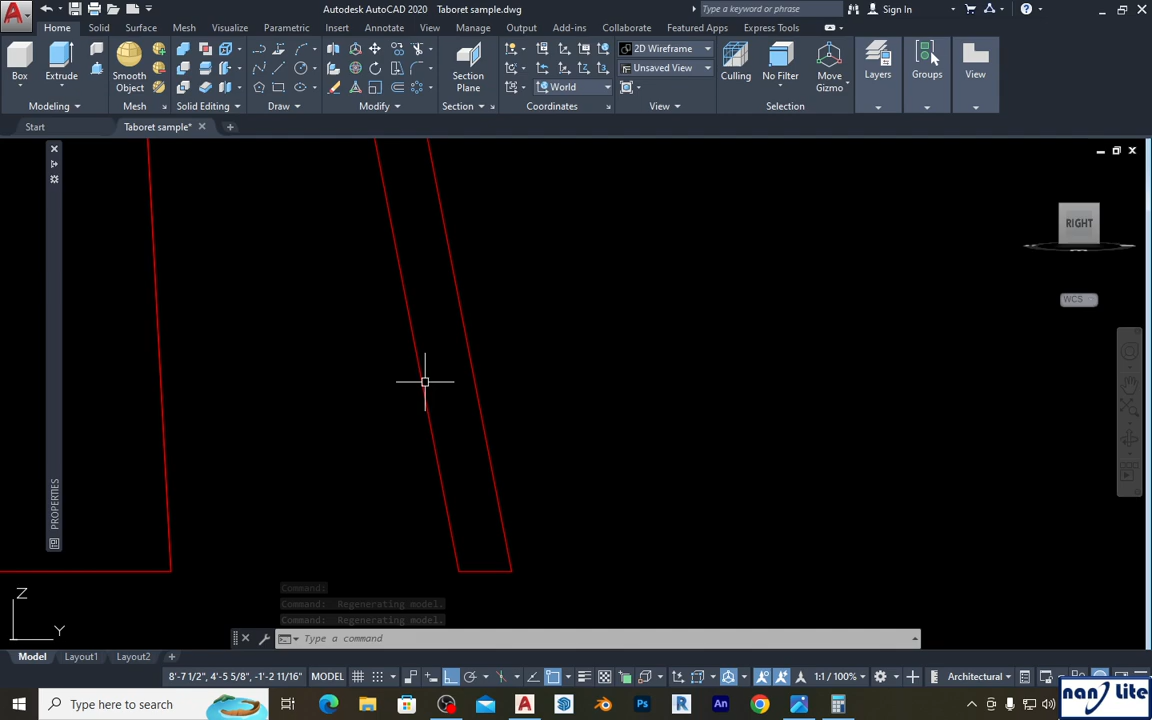 Autodesk AutoCAD 2020 Taboret sample.dwg
Type a keyword or phrase
Sign In
Home Solid Surface Mesh Visualize Parametric Insert Annotate View Manage Output Add-ins Collaborate Featured Apps Express Tools
Box
Extrude
Smooth
Object
Section
Plane
2D Wireframe
Unsaved View
World
Culling
No Filter
Move
Gizmo
Layers
Groups
View
Modeling
Mesh
Solid Editing
Draw
Modify
Section
Coordinates
View
Selection
Start
Taboret sample*
RIGHT
WCS
PROPERTIES
Z
Y
Command:
Command: Regenerating model.
Command: Regenerating model.
Type a command
Model Layout1 Layout2
8'-7 1/2", 4'-5 5/8", -1'-2 11/16"
MODEL
1:1 / 100%
Architectural
Type here to search
nanJ Lite